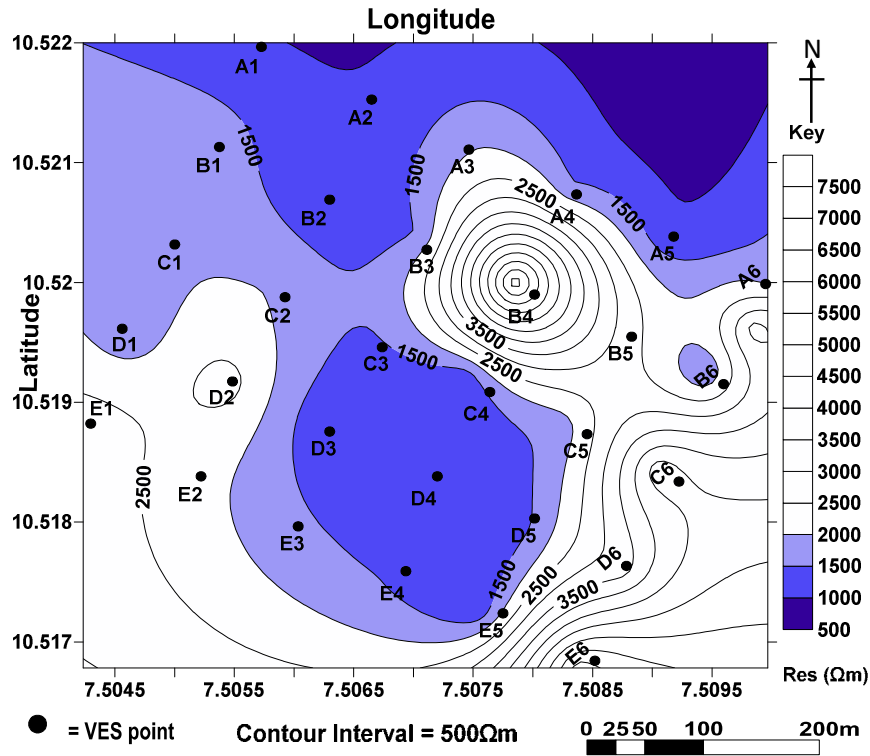 Longitude
10.522
10.521
10.52
10.519
10.518
10.517
Latitude
A1
A2
B1
1500
1500
A3
2500
A4
1500
B2
C1
B3
A5
A6
C2
B4
3500
B5
D1
C3
1500
2500
B6
D2
E1
C4
D3
C5
E2
2500
D4
C6
D5
E3
D6
E4
1500
2500
3500
E5
E6
7.5045
7.5055
7.5065
7.5075
7.5085
7.5095
N
Key
7500
7000
6500
6000
5500
5000
4500
4000
3500
3000
2500
2000
1500
1000
500
Res (Ωm)
= VES point
Contour Interval = 500Ωm
0 25 50 100 200m